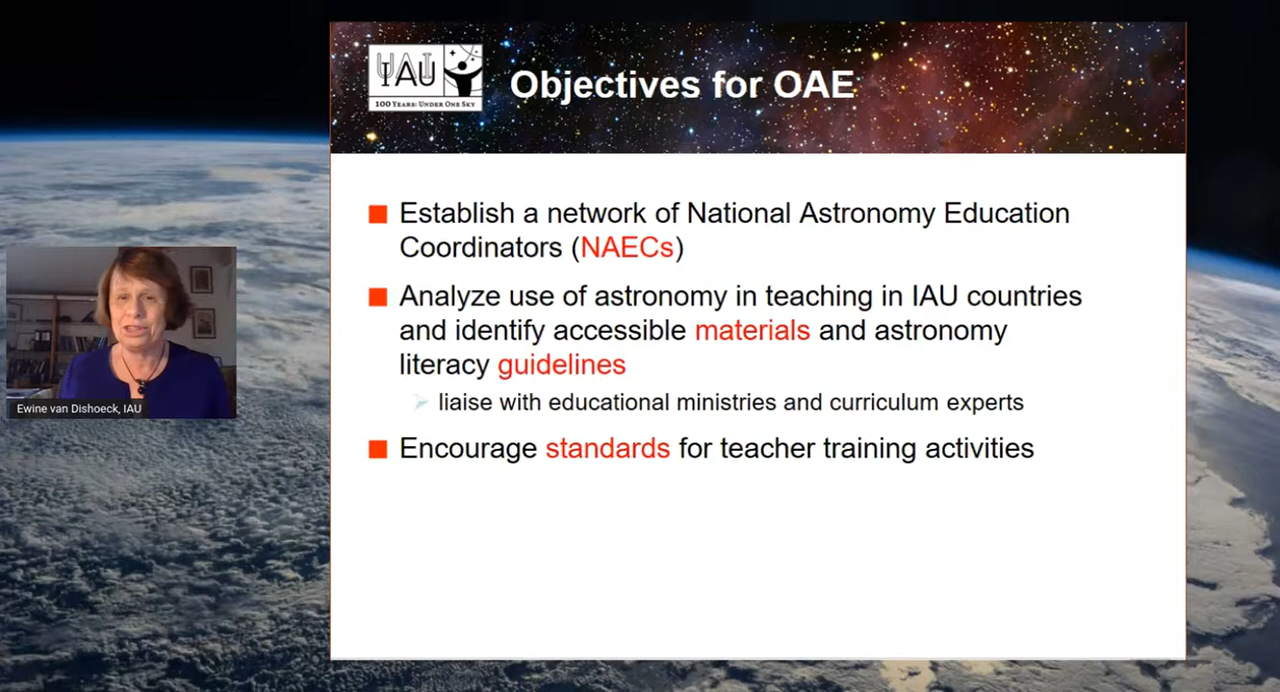 UAI
IAU
100 YEARS: UNDER ONE SKY
Objectives for OAE
Establish a network of National Astronomy Education
Coordinators (NAECs)
Analyze use of astronomy in teaching in IAU countries
and identify accessible materials and astronomy
literacy guidelines
liaise with educational ministries and curriculum experts
Encourage standards for teacher training activities
Ewine van Dishoeck, IAU